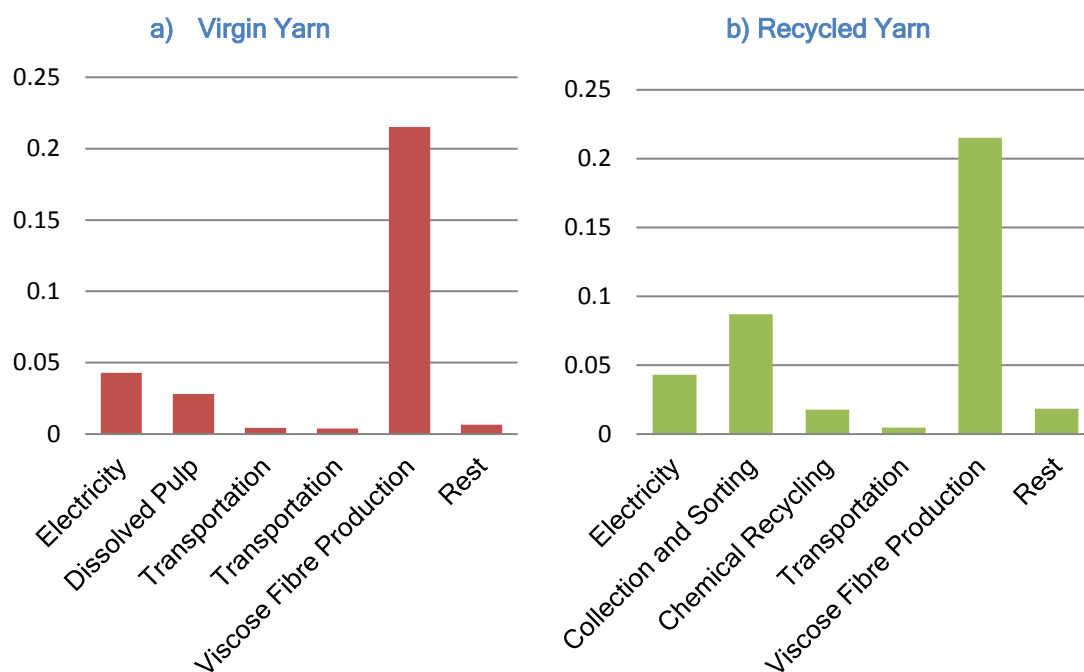 a) Virgin Yarn
0.25
0.2
0.15
0.1
0.05
0
Electricity
Dissolved Pulp
Transportation
Transportation
Viscose Fibre Production
Rest
b) Recycled Yarn
0.25
0.2
0.15
0.1
0.05
0
Electricity
Collection and Sorting
Chemical Recycling
Transportation
Viscose Fibre Production
Rest